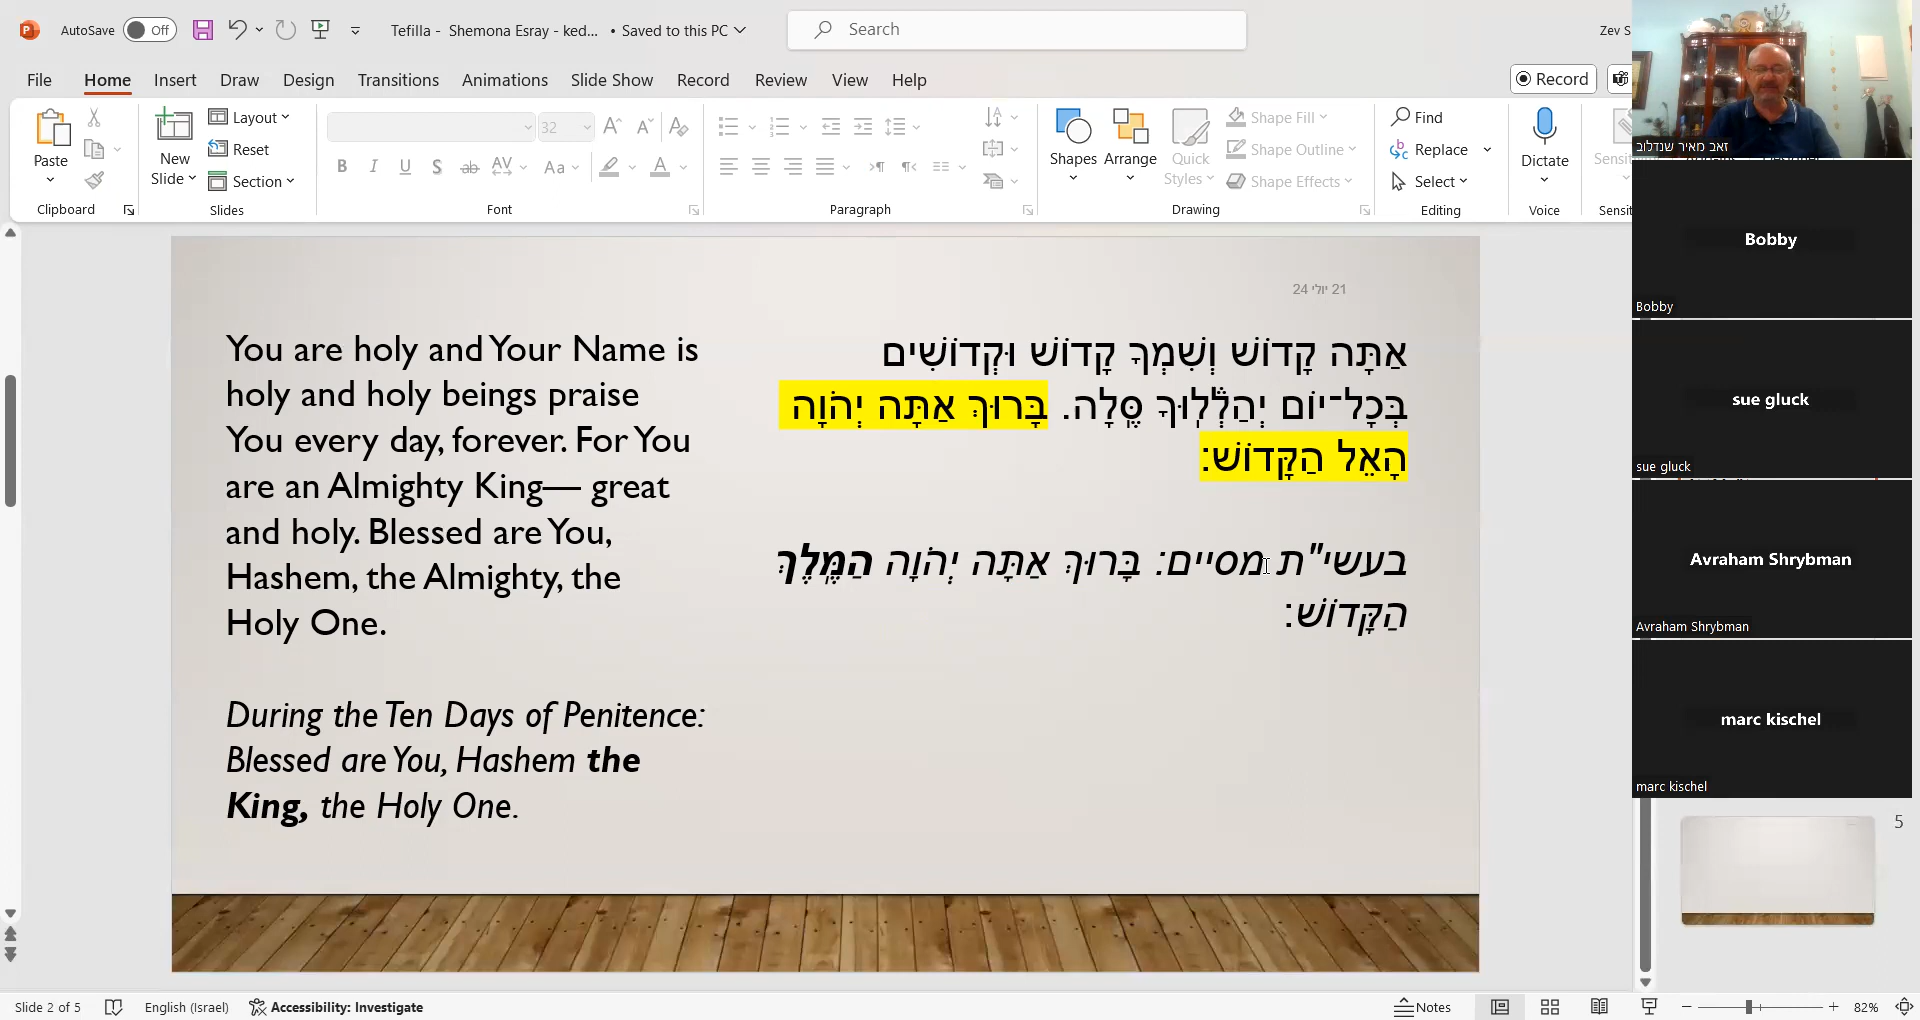 AutoSave Off Tefilla - Shemona Esray - ked... • Saved to this PC Search Zev S
File Home Insert Draw Design Transitions Animations Slide Show Record Review View Help Record
Paste
New Slide
Layout
Reset
Section
32
Shapes Arrange Quick Styles
Shape Fill
Shape Outline
Shape Effects
Find
Replace
Select
Dictate
Clipboard Slides Font Paragraph Drawing Editing Voice
21 יולי 24
You are holy and Your Name is
holy and holy beings praise
You every day, forever. For You
are an Almighty King— great
and holy. Blessed are You,
Hashem, the Almighty, the
Holy One.
During the Ten Days of Penitence:
Blessed are You, Hashem the
King, the Holy One.
אַתָּה קָדוֹשׁ וְשִׁמְךָ קָדוֹשׁ וּקְדוֹשִׁים
בְּכָל־יוֹם יְהַלְּלֽוּךָ סֶּֽלָה. בָּרוּךְ אַתָּה יְהֹוָה
הָאֵל הַקָּדוֹשׁ:
בעשי"ת מסיים: בָּרוּךְ אַתָּה יְהֹוָה הַמֶּֽלֶךְ
הַקָּדוֹשׁ:
זאב מאיר שנדלוב
Bobby
Bobby
sue gluck
sue gluck
Avraham Shrybman
Avraham Shrybman
marc kischel
marc kischel
5
Slide 2 of 5 English (Israel) Accessibility: Investigate Notes 82%